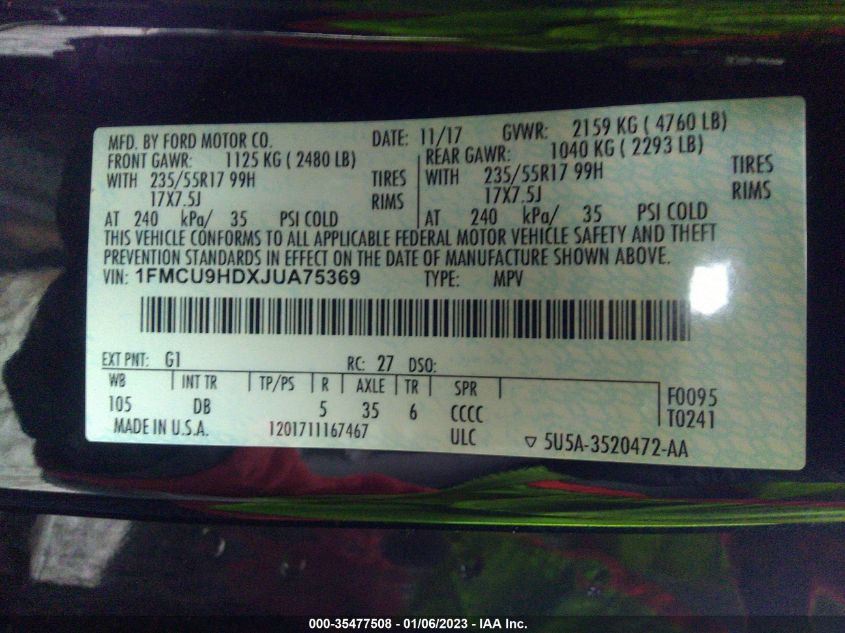 MFD. BY FORD MOTOR CO. DATE: 11/17 GVWR: 2159 KG ( 4760 LB)
FRONT GAWR: 1125 KG ( 2480 LB) REAR GAWR: 1040 KG ( 2293 LB)
WITH 235/55R17 99H TIRES WITH 235/55R17 99H TIRES
17X7.5J RIMS 17X7.5J RIMS
AT 240 kPa/ 35 PSI COLD AT 240 kPa/ 35 PSI COLD
THIS VEHICLE CONFORMS TO ALL APPLICABLE FEDERAL MOTOR VEHICLE SAFETY AND THEFT
PREVENTION STANDARDS IN EFFECT ON THE DATE OF MANUFACTURE SHOWN ABOVE.
VIN: 1FMCU9HDXJUA75369 TYPE: MPV
EXT PNT: G1 RC: 27 DSO:
WB INT TR TP/PS R AXLE TR SPR F0095
105 DB 5 35 6 CCCC T0241
MADE IN U.S.A. 1201711167467 ULC ▽ 5U5A-3520472-AA
000-35477508 - 01/06/2023 - IAA Inc.